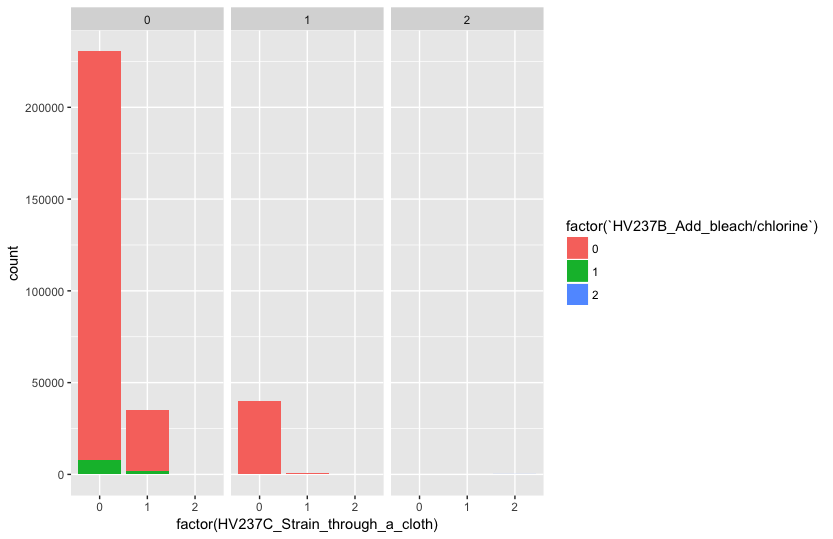 0 1 2
count
200000
150000
100000
50000
0
0 1 2 0 1 2 0 1 2
factor(HV237C_Strain_through_a_cloth)
factor(`HV237B_Add_bleach/chlorine`)
0
1
2